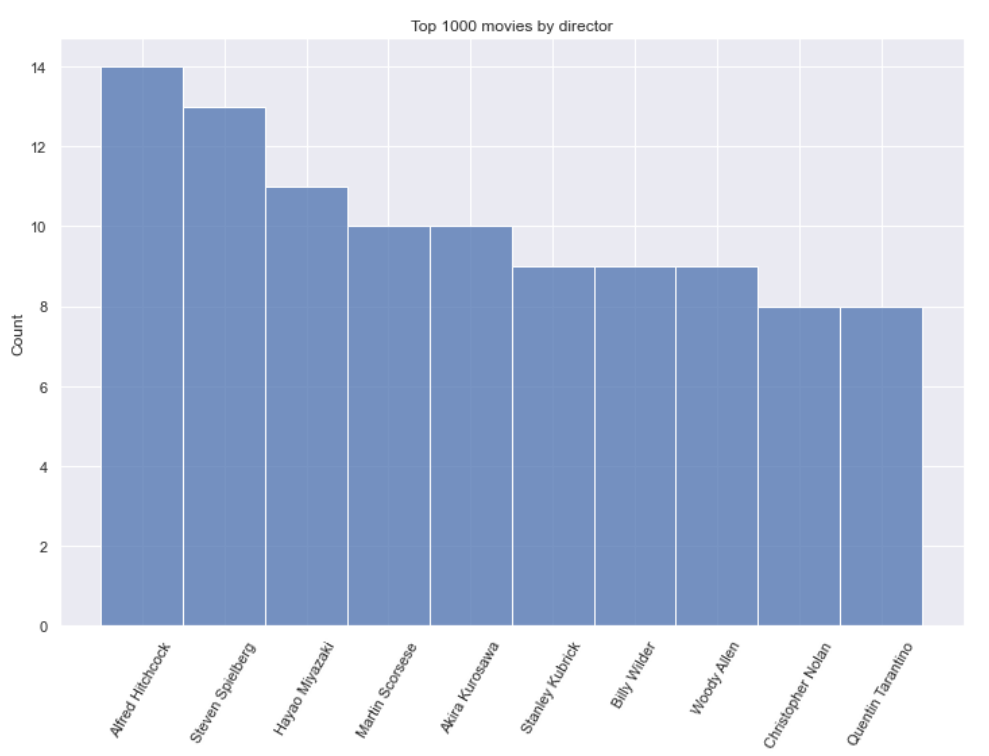 Top 1000 movies by director
Count
14
12
10
8
6
4
2
0
Alfred Hitchcock
Steven Spielberg
Hayao Miyazaki
Martin Scorsese
Akira Kurosawa
Stanley Kubrick
Billy Wilder
Woody Allen
Christopher Nolan
Quentin Tarantino